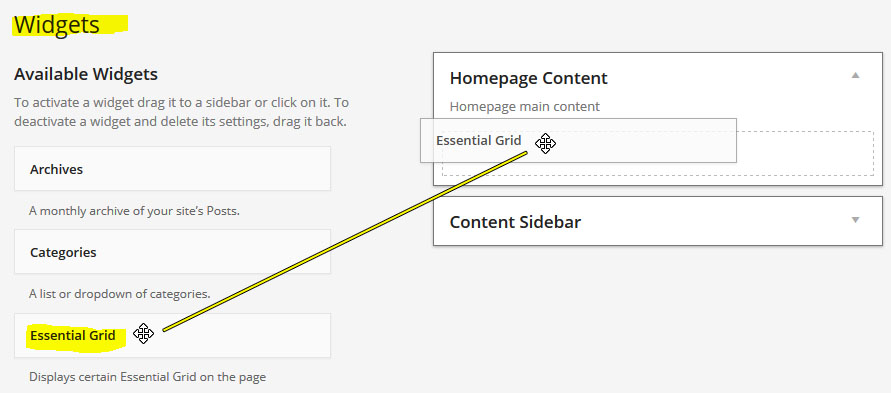 Widgets
Available Widgets
To activate a widget drag it to a sidebar or click on it. To
deactivate a widget and delete its settings, drag it back.
Archives
A monthly archive of your site's Posts.
Categories
A list or dropdown of categories.
Essential Grid
Displays certain Essential Grid on the page
Homepage Content
Homepage main content
Essential Grid
Content Sidebar